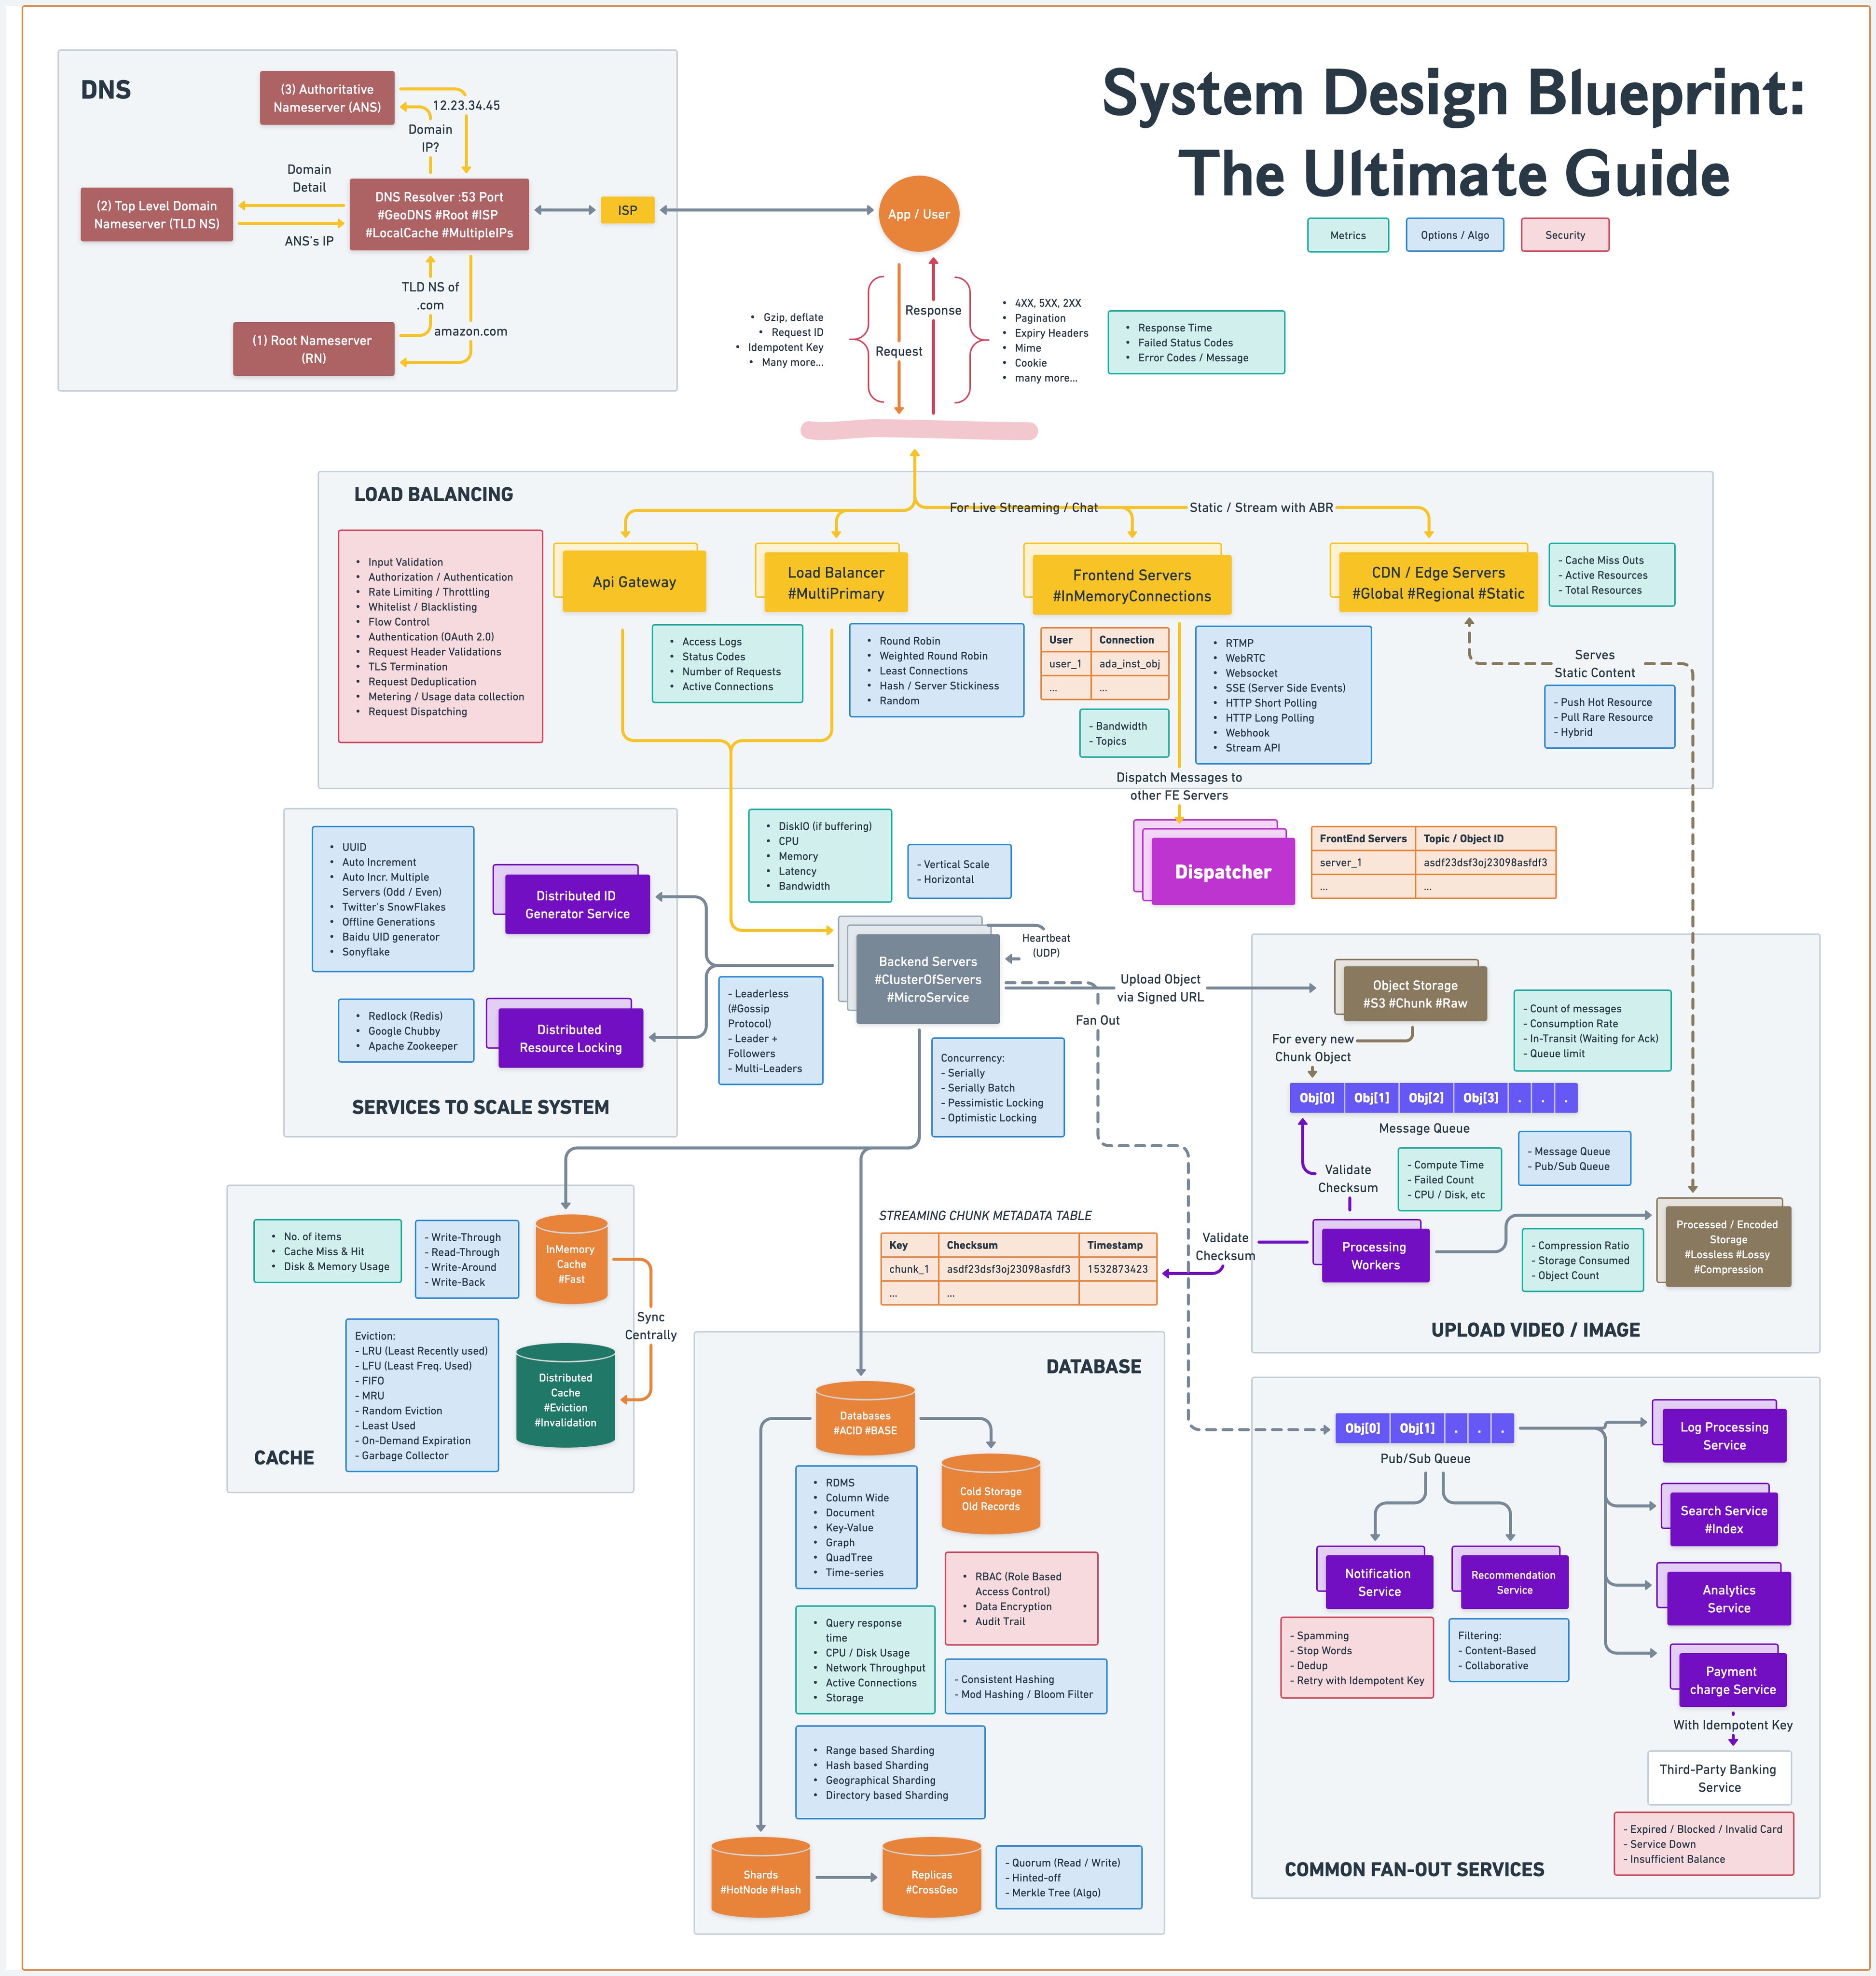 System Design Blueprint:
The Ultimate Guide
Metrics
Options / Algo
Security
DNS
(3) Authoritative
Nameserver (ANS)
12.23.34.45
Domain
IP?
Domain
Detail
(2) Top Level Domain
Nameserver (TLD NS)
ANS's IP
DNS Resolver :53 Port
#GeoDNS #Root #ISP
#LocalCache #MultipleIPs
ISP
TLD NS of
.com
amazon.com
(1) Root Nameserver
(RN)
App / User
• Gzip, deflate
• Request ID
• Idempotent Key
• Many more...
Request
Response
• 4XX, 5XX, 2XX
• Pagination
• Expiry Headers
• Mime
• Cookie
• many more...
• Response Time
• Failed Status Codes
• Error Codes / Message
LOAD BALANCING
For Live Streaming / Chat
Static / Stream with ABR
• Input Validation
• Authorization / Authentication
• Rate Limiting / Throttling
• Whitelist / Blacklisting
• Flow Control
• Authentication (OAuth 2.0)
• Request Header Validations
• TLS Termination
• Request Deduplication
• Metering / Usage data collection
• Request Dispatching
Api Gateway
Load Balancer
#MultiPrimary
Frontend Servers
#InMemoryConnections
CDN / Edge Servers
#Global #Regional #Static
- Cache Miss Outs
- Active Resources
- Total Resources
• Access Logs
• Status Codes
• Number of Requests
• Active Connections
• Round Robin
• Weighted Round Robin
• Least Connections
• Hash / Server Stickiness
• Random
User Connection
user_1 ada_inst_obj
... ...
- Bandwidth
- Topics
• RTMP
• WebRTC
• Websocket
• SSE (Server Side Events)
• HTTP Short Polling
• HTTP Long Polling
• Webhook
• Stream API
Serves
Static Content
- Push Hot Resource
- Pull Rare Resource
- Hybrid
Dispatch Messages to
other FE Servers
Dispatcher
FrontEnd Servers Topic / Object ID
server_1 asdf23dsf3oj23098asfdf3
... ...
• DiskIO (if buffering)
• CPU
• Memory
• Latency
• Bandwidth
- Vertical Scale
- Horizontal
• UUID
• Auto Increment
• Auto Incr. Multiple
Servers (Odd / Even)
• Twitter's SnowFlakes
• Offline Generations
• Baidu UID generator
• Sonyflake
Distributed ID
Generator Service
• Redlock (Redis)
• Google Chubby
• Apache Zookeeper
Distributed
Resource Locking
SERVICES TO SCALE SYSTEM
- Leaderless
(#Gossip
Protocol)
- Leader +
Followers
- Multi-Leaders
Backend Servers
#ClusterOfServers
#MicroService
Heartbeat
(UDP)
Upload Object
via Signed URL
Fan Out
Concurrency:
- Serially
- Serially Batch
- Pessimistic Locking
- Optimistic Locking
Object Storage
#S3 #Chunk #Raw
For every new
Chunk Object
- Count of messages
- Consumption Rate
- In-Transit (Waiting for Ack)
- Queue limit
Obj[0] Obj[1] Obj[2] Obj[3] . . .
Message Queue
- Message Queue
- Pub/Sub Queue
Validate
Checksum
- Compute Time
- Failed Count
- CPU / Disk, etc
Processing
Workers
Validate
Checksum
- Compression Ratio
- Storage Consumed
- Object Count
Processed / Encoded
Storage
#Lossless #Lossy
#Compression
UPLOAD VIDEO / IMAGE
STREAMING CHUNK METADATA TABLE
Key Checksum Timestamp
chunk_1 asdf23dsf3oj23098asfdf3 1532873423
... ...
• No. of items
• Cache Miss & Hit
• Disk & Memory Usage
- Write-Through
- Read-Through
- Write-Around
- Write-Back
InMemory
Cache
#Fast
Sync
Centrally
Eviction:
- LRU (Least Recently used)
- LFU (Least Freq. Used)
- FIFO
- MRU
- Random Eviction
- Least Used
- On-Demand Expiration
- Garbage Collector
Distributed
Cache
#Eviction
#Invalidation
CACHE
DATABASE
Databases
#ACID #BASE
Cold Storage
Old Records
• RDMS
• Column Wide
• Document
• Key-Value
• Graph
• QuadTree
• Time-series
• RBAC (Role Based
Access Control)
• Data Encryption
• Audit Trail
• Query response
time
• CPU / Disk Usage
• Network Throughput
• Active Connections
• Storage
- Consistent Hashing
- Mod Hashing / Bloom Filter
• Range based Sharding
• Hash based Sharding
• Geographical Sharding
• Directory based Sharding
Shards
#HotNode #Hash
Replicas
#CrossGeo
- Quorum (Read / Write)
- Hinted-off
- Merkle Tree (Algo)
Obj[0] Obj[1] . . .
Pub/Sub Queue
Log Processing
Service
Search Service
#Index
Analytics
Service
Payment
charge Service
Notification
Service
Recommendation
Service
- Spamming
- Stop Words
- Dedup
- Retry with Idempotent Key
Filtering:
- Content-Based
- Collaborative
With Idempotent Key
Third-Party Banking
Service
- Expired / Blocked / Invalid Card
- Service Down
- Insufficient Balance
COMMON FAN-OUT SERVICES